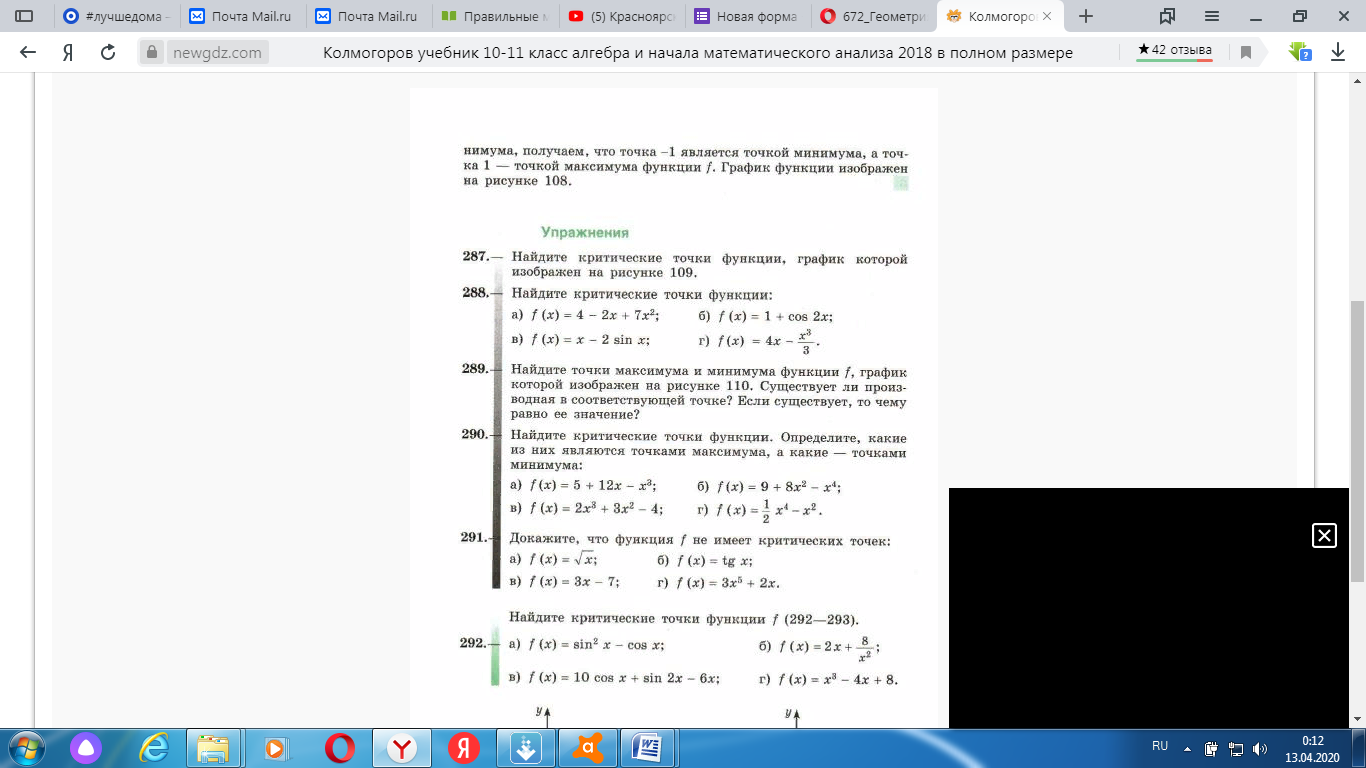 #лучшедома –
Почта Mail.ru
Почта Mail.ru
Правильные м
(5) Красноярс
Новая форма
672_Геометри
Колмогоров
Я
newgdz.com
Колмогоров учебник 10-11 класс алгебра и начала математического анализа 2018 в полном размере
★42 отзыва
нимума, получаем, что точка –1 является точкой минимума, а точ-
ка 1 — точкой максимума функции f. График функции изображен
на рисунке 108.
Упражнения
287.— Найдите критические точки функции, график которой
изображен на рисунке 109.
288.— Найдите критические точки функции:
а) f (x) = 4 – 2x + 7x²; б) f (x) = 1 + cos 2x;
в) f (x) = x – 2 sin x; г) f (x) = 4x – x³/3.
289.— Найдите точки максимума и минимума функции f, график
которой изображен на рисунке 110. Существует ли произ-
водная в соответствующей точке? Если существует, то чему
равно ее значение?
290.— Найдите критические точки функции. Определите, какие
из них являются точками максимума, а какие — точками
минимума:
а) f (x) = 5 + 12x – x³; б) f (x) = 9 + 8x² – x⁴;
в) f (x) = 2x³ + 3x² – 4; г) f (x) = 1/2 x⁴ – x².
291.— Докажите, что функция f не имеет критических точек:
а) f (x) = √x; б) f (x) = tg x;
в) f (x) = 3x – 7; г) f (x) = 3x⁵ + 2x.
Найдите критические точки функции f (292—293).
292.— а) f (x) = sin² x – cos x; б) f (x) = 2x + 8/x²;
в) f (x) = 10 cos x + sin 2x – 6x; г) f (x) = x³ – 4x + 8.
y y
RU
0:12
13.04.2020